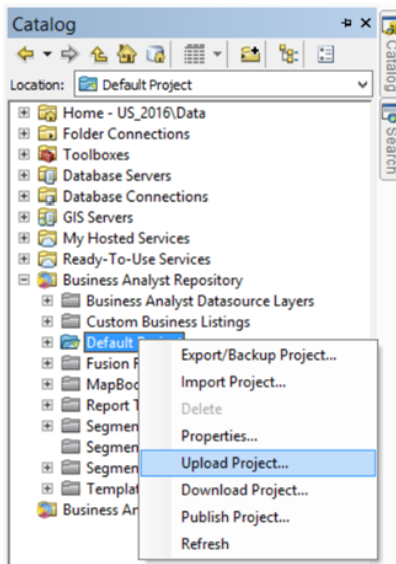 Catalog
Location: Default Project
Home - US_2016\Data
Folder Connections
Toolboxes
Database Servers
Database Connections
GIS Servers
My Hosted Services
Ready-To-Use Services
Business Analyst Repository
Business Analyst Datasource Layers
Custom Business Listings
Default Project
Fusion
MapBoo
Report
Segmen
Segmen
Segmen
Templat
Business An
Export/Backup Project...
Import Project...
Delete
Properties...
Upload Project...
Download Project...
Publish Project...
Refresh
Catalog
Search